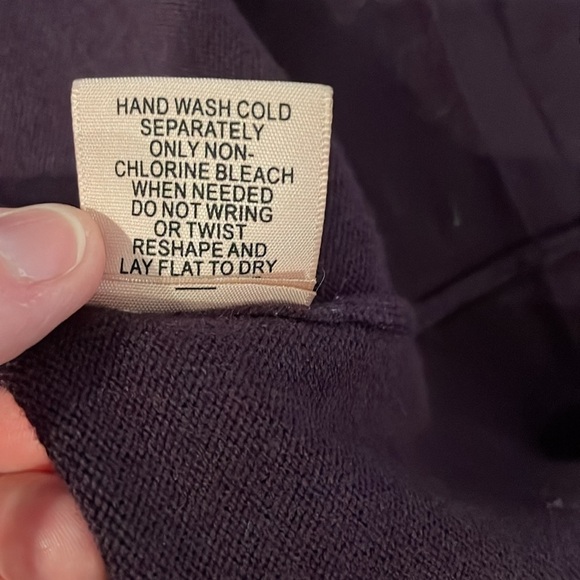 HAND WASH COLD
SEPARATELY
ONLY NON-
CHLORINE BLEACH
WHEN NEEDED
DO NOT WRING
OR TWIST
RESHAPE AND
LAY FLAT TO DRY